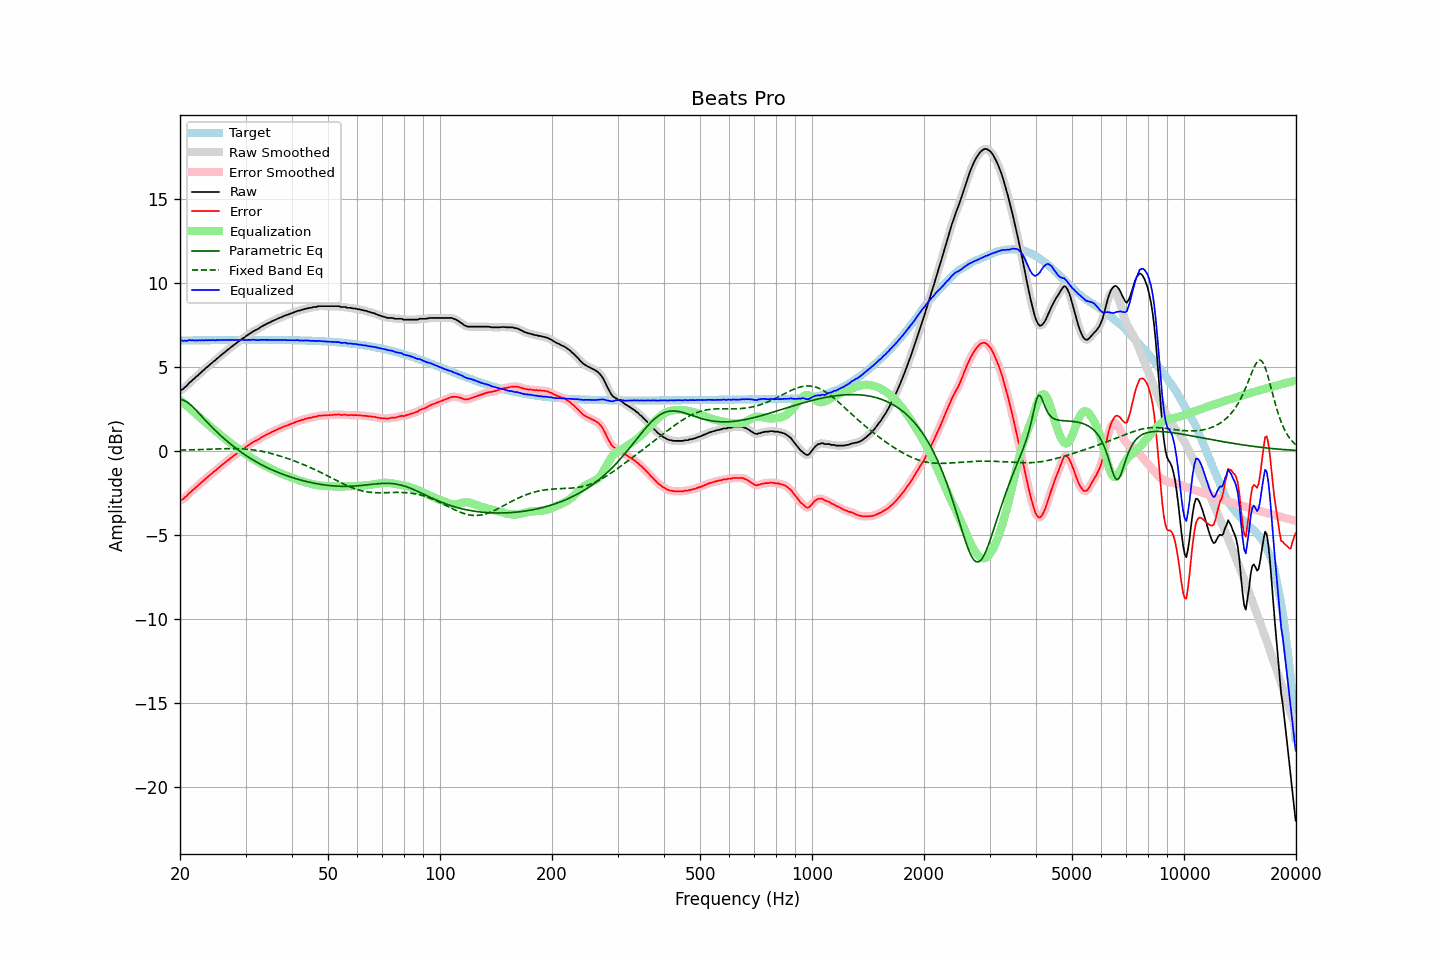 Beats Pro
Target
Raw Smoothed
Error Smoothed
Raw
Error
Equalization
Parametric Eq
Fixed Band Eq
Equalized
Amplitude (dBr)
15
10
5
0
−5
−10
−15
−20
20
50
100
200
500
1000
2000
5000
10000
20000
Frequency (Hz)